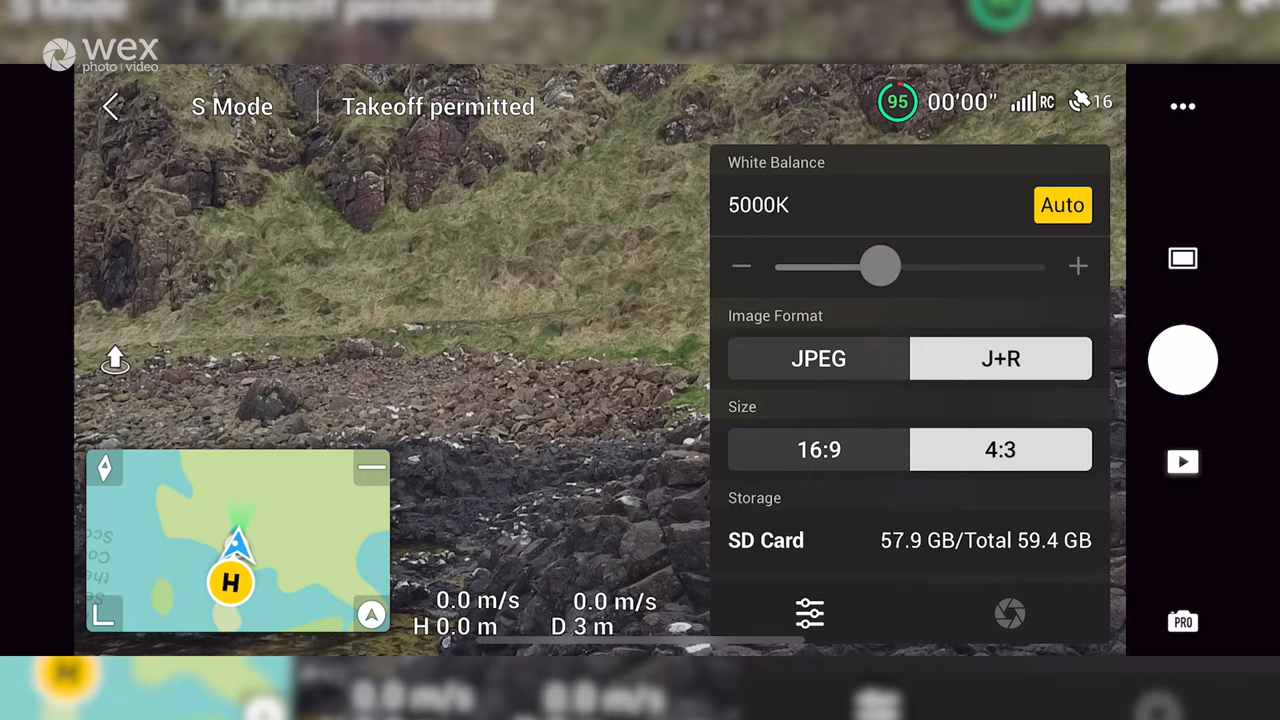 wex
photo | video
S Mode
Takeoff permitted
95
00'00"
RC
16
White Balance
5000K
Auto
Image Format
JPEG
J+R
Size
16:9
4:3
Storage
SD Card
57.9 GB/Total 59.4 GB
H
0.0 m/s
0.0 m/s
H 0.0 m
D 3 m
PRO